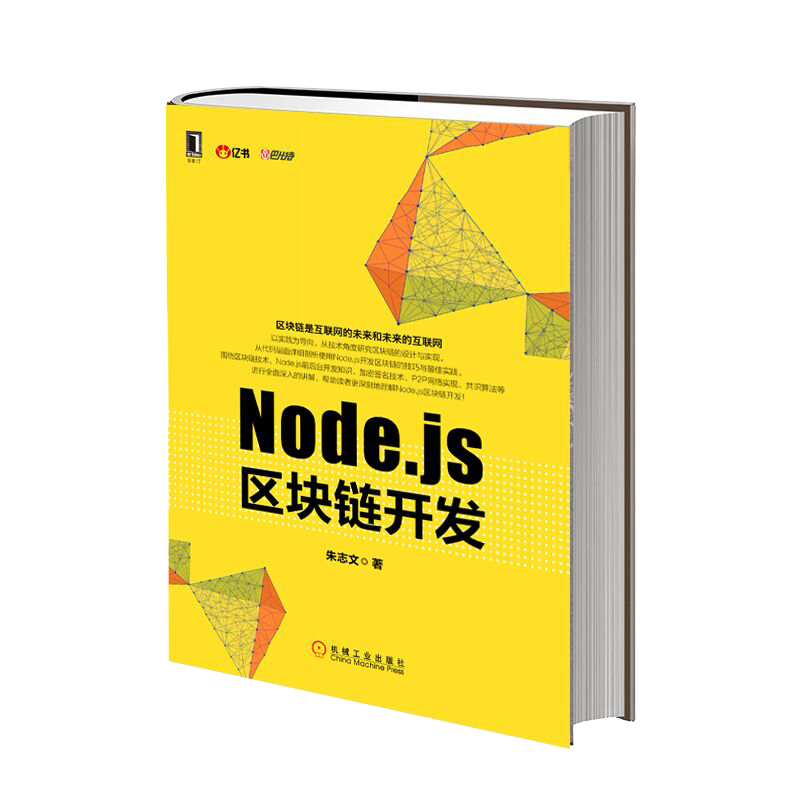 华章IT
亿书
巴比特
区块链是互联网的未来和未来的互联网
以实践为导向，从技术角度研究区块链的设计与实现，
从代码层面详细剖析使用Node.js开发区块链的技巧与最佳实践。
围绕区块链技术、Node.js前后台开发知识、加密签名技术、P2P网络实现、共识算法等
进行全面深入的讲解，帮助读者更深刻地理解Node.js区块链开发！
Node.js
区块链开发
朱志文 著
机械工业出版社
China Machine Press